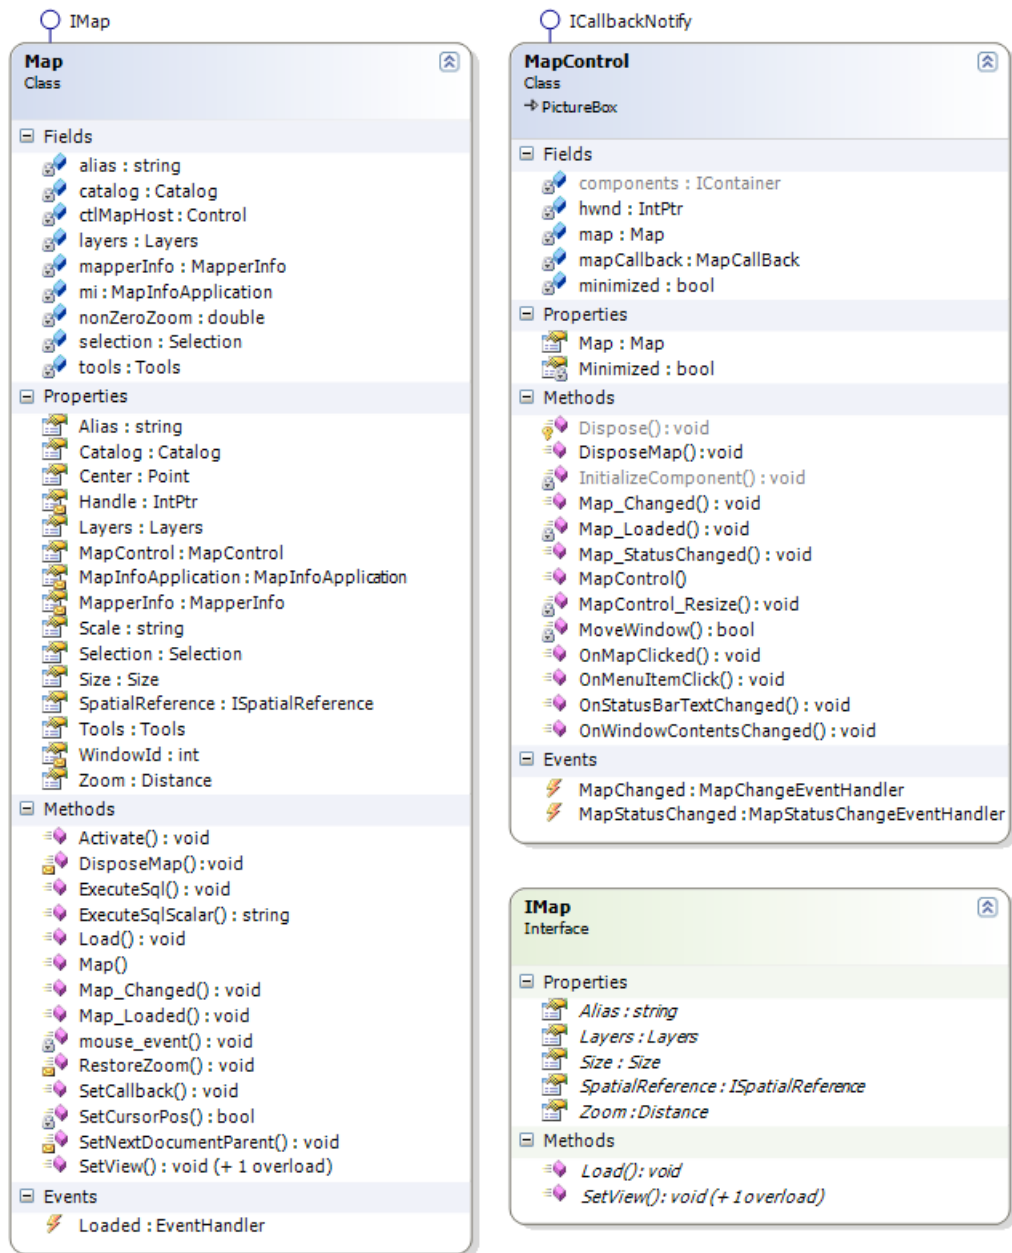 IMap
Map
Class
Fields
alias : string
catalog : Catalog
ctlMapHost : Control
layers : Layers
mapperInfo : MapperInfo
mi : MapInfoApplication
nonZeroZoom : double
selection : Selection
tools : Tools
Properties
Alias : string
Catalog : Catalog
Center : Point
Handle : IntPtr
Layers : Layers
MapControl : MapControl
MapInfoApplication : MapInfoApplication
MapperInfo : MapperInfo
Scale : string
Selection : Selection
Size : Size
SpatialReference : ISpatialReference
Tools : Tools
WindowId : int
Zoom : Distance
Methods
Activate() : void
DisposeMap() : void
ExecuteSql() : void
ExecuteSqlScalar() : string
Load() : void
Map()
Map_Changed() : void
Map_Loaded() : void
mouse_event() : void
RestoreZoom() : void
SetCallback() : void
SetCursorPos() : bool
SetNextDocumentParent() : void
SetView() : void (+ 1 overload)
Events
Loaded : EventHandler
ICallbackNotify
MapControl
Class
PictureBox
Fields
components : IContainer
hwnd : IntPtr
map : Map
mapCallback : MapCallBack
minimized : bool
Properties
Map : Map
Minimized : bool
Methods
Dispose() : void
DisposeMap() : void
InitializeComponent() : void
Map_Changed() : void
Map_Loaded() : void
Map_StatusChanged() : void
MapControl()
MapControl_Resize() : void
MoveWindow() : bool
OnMapClicked() : void
OnMenuItemClick() : void
OnStatusBarTextChanged() : void
OnWindowContentsChanged() : void
Events
MapChanged : MapChangeEventHandler
MapStatusChanged : MapStatusChangeEventHandler
IMap
Interface
Properties
Alias : string
Layers : Layers
Size : Size
SpatialReference : ISpatialReference
Zoom : Distance
Methods
Load() : void
SetView() : void (+ 1 overload)